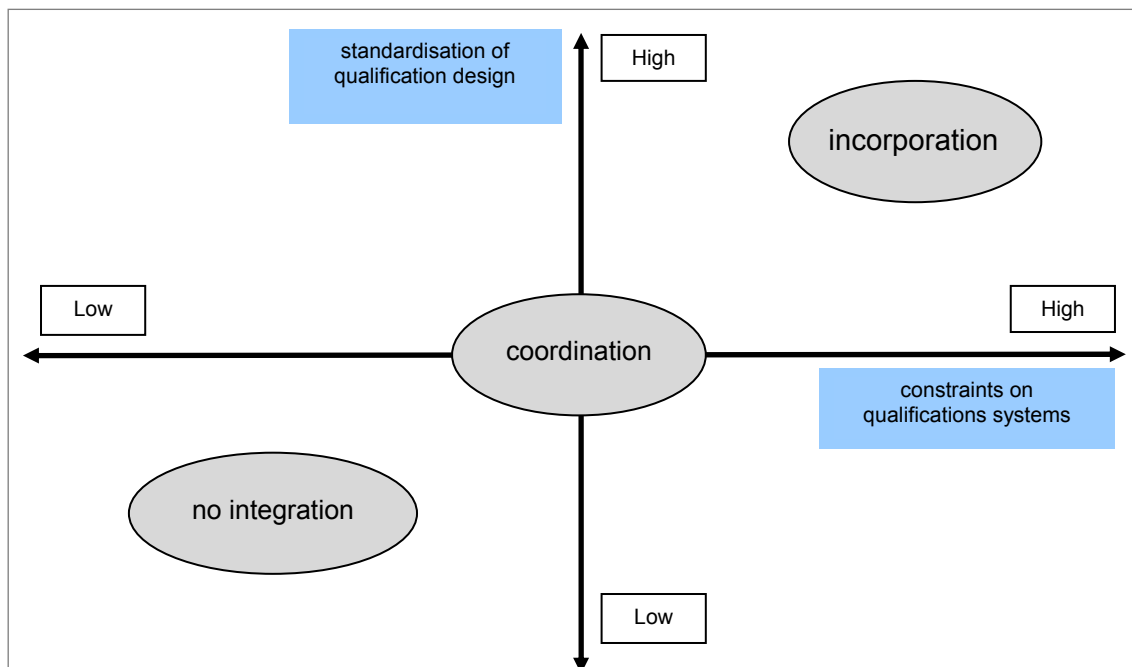 standardisation of
qualification design
High
incorporation
Low
High
coordination
constraints on
qualifications systems
no integration
Low